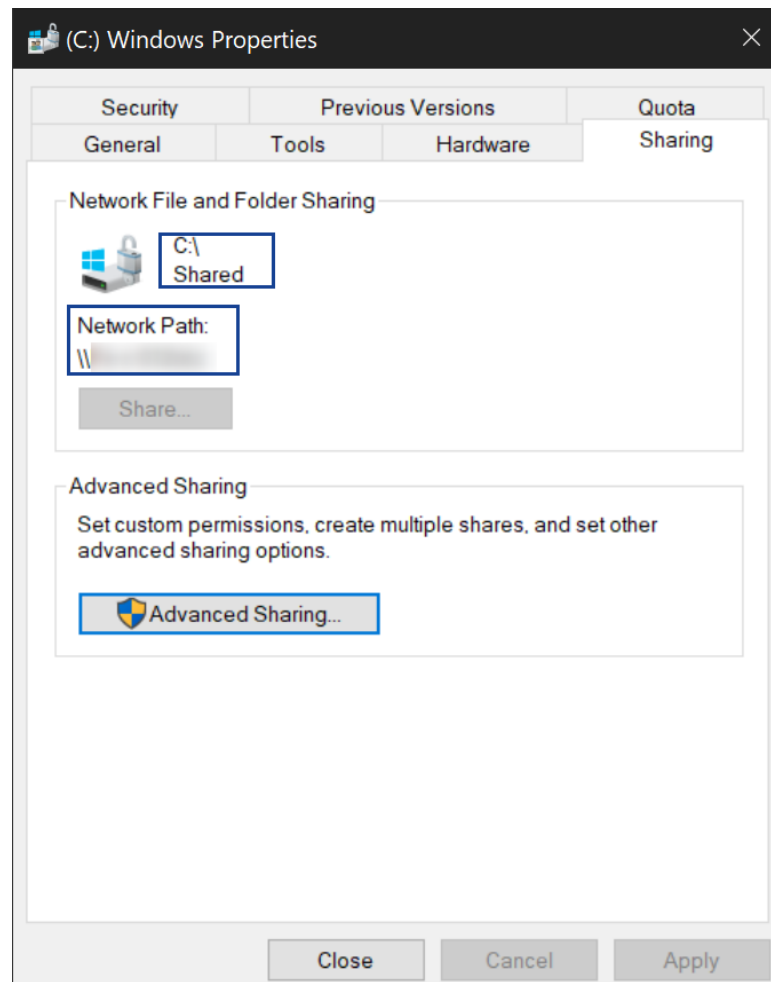 (C:) Windows Properties
Security Previous Versions Quota
General Tools Hardware Sharing
Network File and Folder Sharing
C:\
Shared
Network Path:
\\
Share...
Advanced Sharing
Set custom permissions, create multiple shares, and set other
advanced sharing options.
Advanced Sharing...
Close Cancel Apply